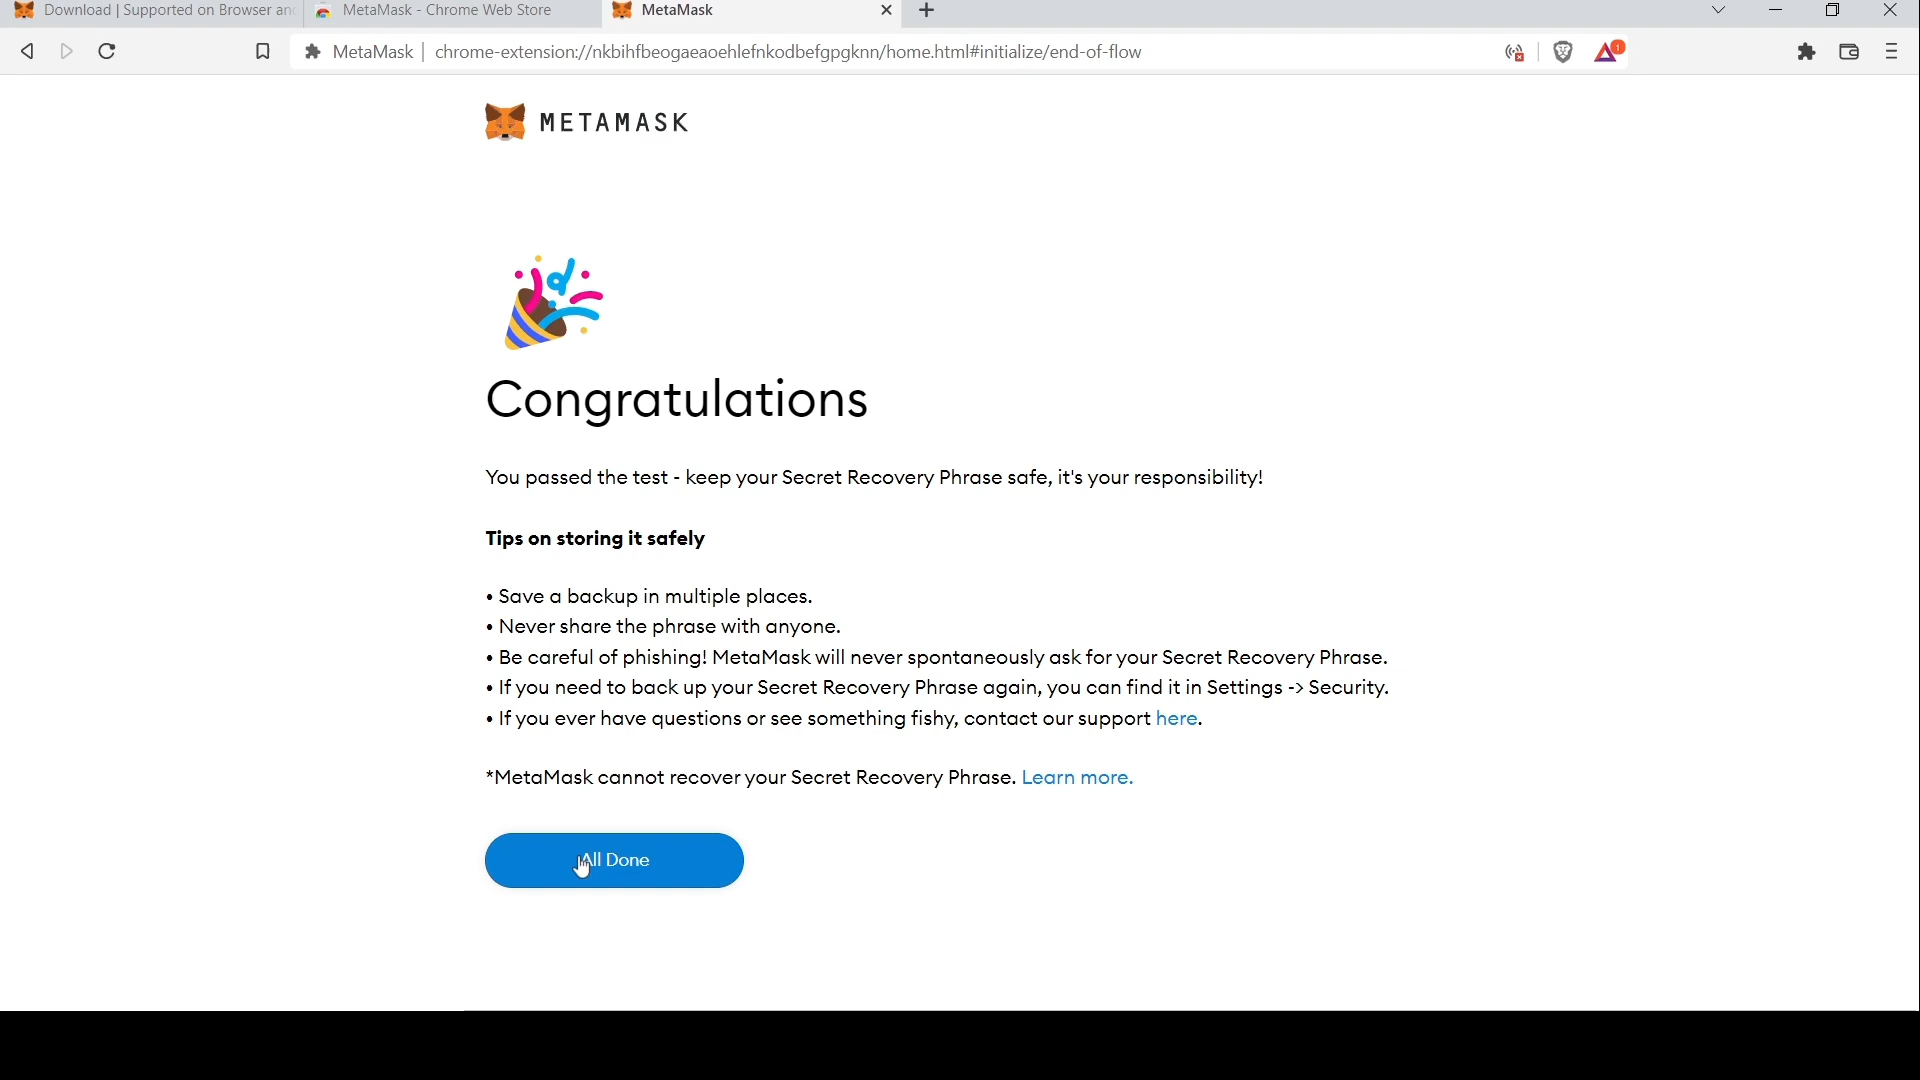 Download | Supported on Browser an
MetaMask - Chrome Web Store
MetaMask
1
MetaMask | chrome-extension://nkbihfbeogaeaoehlefnkodbefgpgknn/home.html#initialize/end-of-flow
METAMASK
Congratulations
You passed the test - keep your Secret Recovery Phrase safe, it's your responsibility!
Tips on storing it safely
• Save a backup in multiple places.
• Never share the phrase with anyone.
• Be careful of phishing! MetaMask will never spontaneously ask for your Secret Recovery Phrase.
• If you need to back up your Secret Recovery Phrase again, you can find it in Settings -> Security.
• If you ever have questions or see something fishy, contact our support here.
*MetaMask cannot recover your Secret Recovery Phrase. Learn more.
All Done